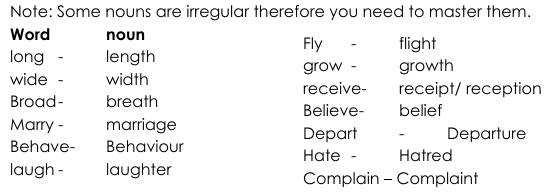 Note: Some nouns are irregular therefore you need to master them.
Word noun
long - length
wide - width
Broad- breath
Marry - marriage
Behave- Behaviour
laugh - laughter
Fly - flight
grow - growth
receive- receipt/ reception
Believe- belief
Depart - Departure
Hate - Hatred
Complain – Complaint